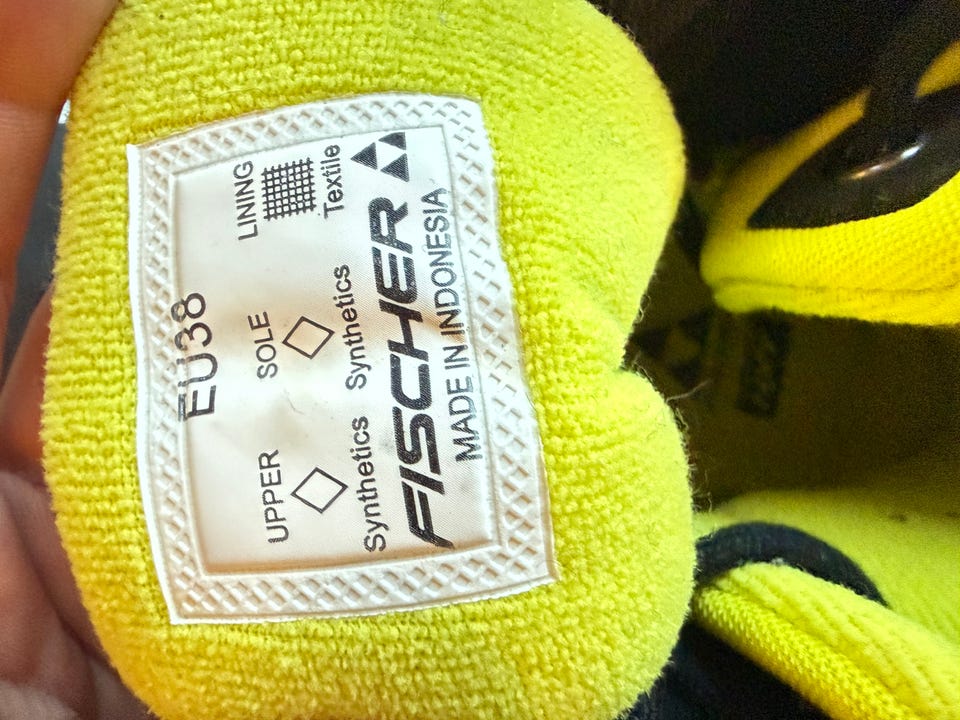 EU38
UPPER SOLE LINING
Synthetics Synthetics Textile
FISCHER
MADE IN INDONESIA